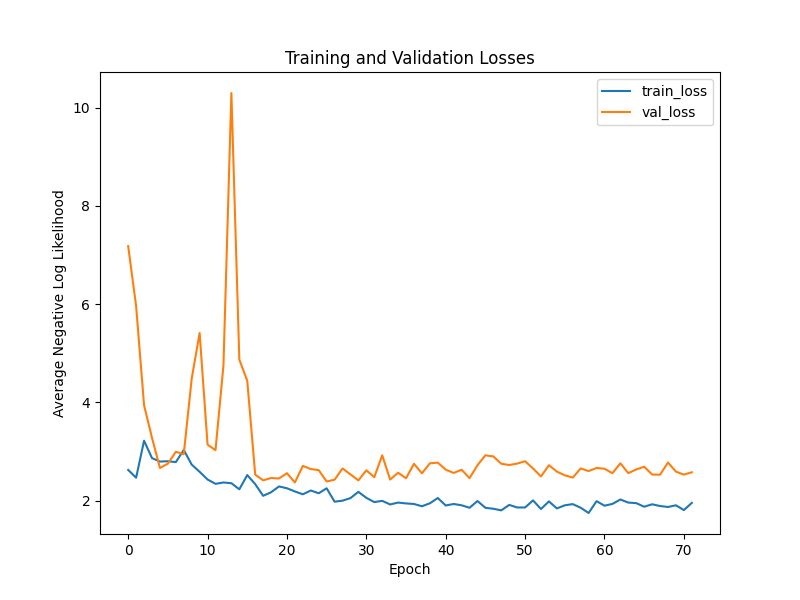 Training and Validation Losses
train_loss
val_loss
Average Negative Log Likelihood
10
8
6
4
2
0 10 20 30 40 50 60 70
Epoch